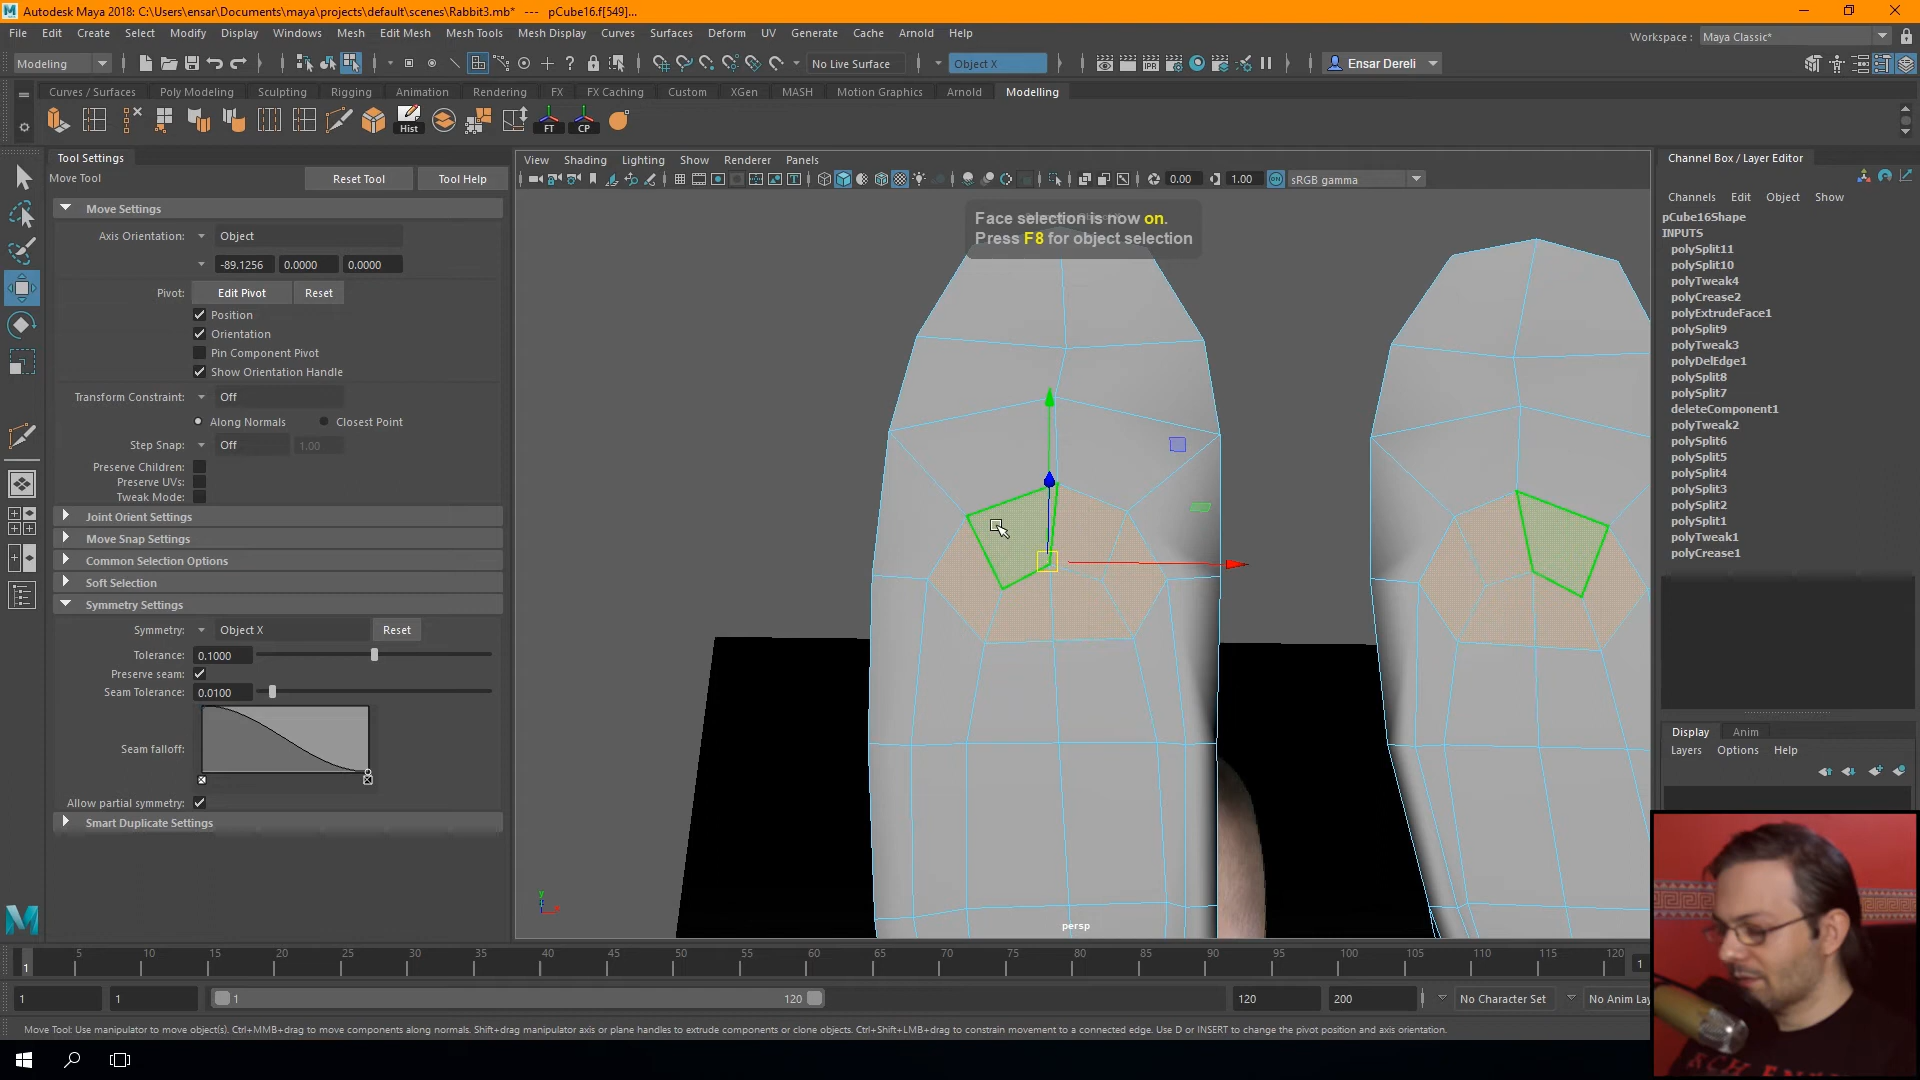 Autodesk Maya 2018: C:\Users\ensar\Documents\maya\projects\default\scenes\Rabbit3.mb* --- pCube16.f[549]...
File Edit Create Select Modify Display Windows Mesh Edit Mesh Mesh Tools Mesh Display Curves Surfaces Deform UV Generate Cache Arnold Help
Workspace : Maya Classic*
Modeling No Live Surface Object X Ensar Dereli
Curves / Surfaces Poly Modeling Sculpting Rigging Animation Rendering FX FX Caching Custom XGen MASH Motion Graphics Arnold Modelling
Hist FT CP
Tool Settings
Move Tool Reset Tool Tool Help
Move Settings
Axis Orientation: Object
-89.1256 0.0000 0.0000
Pivot: Edit Pivot Reset
Position
Orientation
Pin Component Pivot
Show Orientation Handle
Transform Constraint: Off
Along Normals Closest Point
Step Snap: Off 1.00
Preserve Children:
Preserve UVs:
Tweak Mode:
Joint Orient Settings
Move Snap Settings
Common Selection Options
Soft Selection
Symmetry Settings
Symmetry: Object X Reset
Tolerance: 0.1000
Preserve seam:
Seam Tolerance: 0.0100
Seam falloff:
Allow partial symmetry:
Smart Duplicate Settings
View Shading Lighting Show Renderer Panels
IPR
0.00 1.00 ON sRGB gamma
Face selection is now on.
Press F8 for object selection
persp
Channel Box / Layer Editor
Channels Edit Object Show
pCube16Shape
INPUTS
polySplit11
polySplit10
polyTweak4
polyCrease2
polyExtrudeFace1
polySplit9
polyTweak3
polyDelEdge1
polySplit8
polySplit7
deleteComponent1
polyTweak2
polySplit6
polySplit5
polySplit4
polySplit3
polySplit2
polySplit1
polyTweak1
polyCrease1
Display Anim
Layers Options Help
1 5 10 15 20 25 30 35 40 45 50 55 60 65 70 75 80 85 90 95 100 105 110 115 120 1
1 1 1 120 120 200 No Character Set No Anim Lay
Move Tool: Use manipulator to move object(s). Ctrl+MMB+drag to move components along normals. Shift+drag manipulator axis or plane handles to extrude components or clone objects. Ctrl+Shift+LMB+drag to constrain movement to a connected edge. Use D or INSERT to change the pivot position and axis orientation.